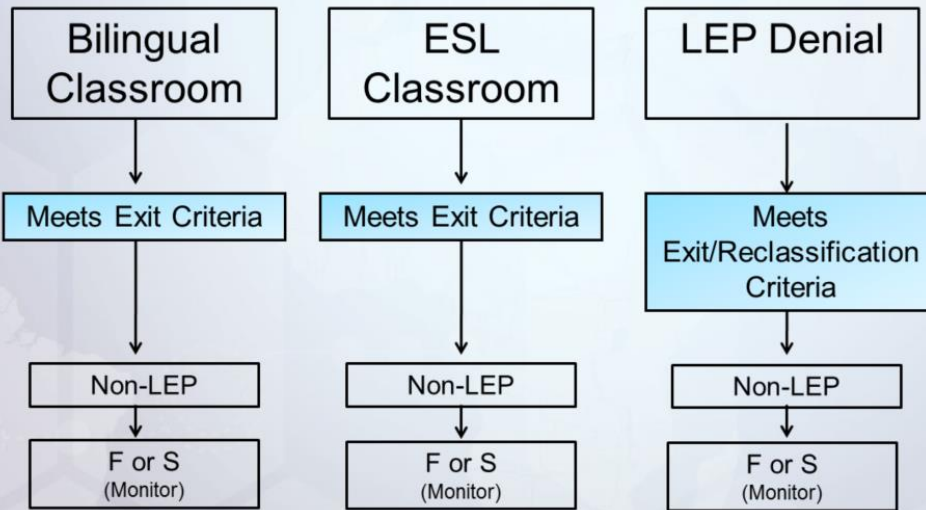 Bilingual
Classroom
Meets Exit Criteria
Non-LEP
F or S
(Monitor)
ESL
Classroom
Meets Exit Criteria
Non-LEP
F or S
(Monitor)
LEP Denial
Meets
Exit/Reclassification
Criteria
Non-LEP
F or S
(Monitor)